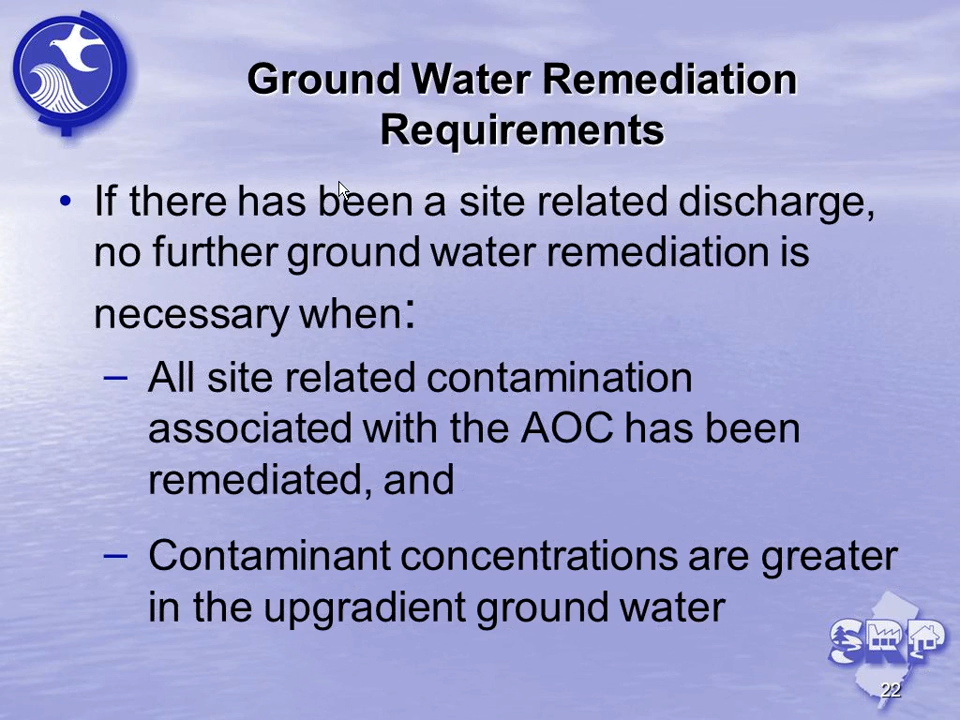 Ground Water Remediation
Requirements
• If there has been a site related discharge,
no further ground water remediation is
necessary when:
– All site related contamination
associated with the AOC has been
remediated, and
– Contaminant concentrations are greater
in the upgradient ground water
SRP
22